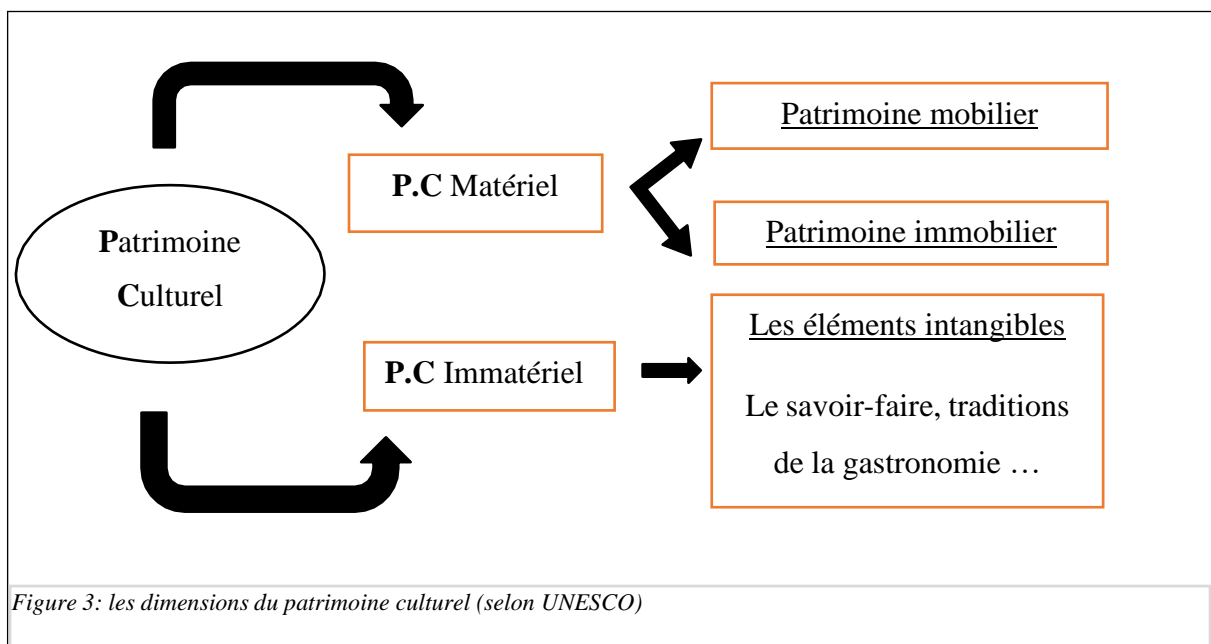 Patrimoine
Culturel
P.C Matériel
Patrimoine mobilier
Patrimoine immobilier
P.C Immatériel
Les éléments intangibles
Le savoir-faire, traditions
de la gastronomie …
Figure 3: les dimensions du patrimoine culturel (selon UNESCO)